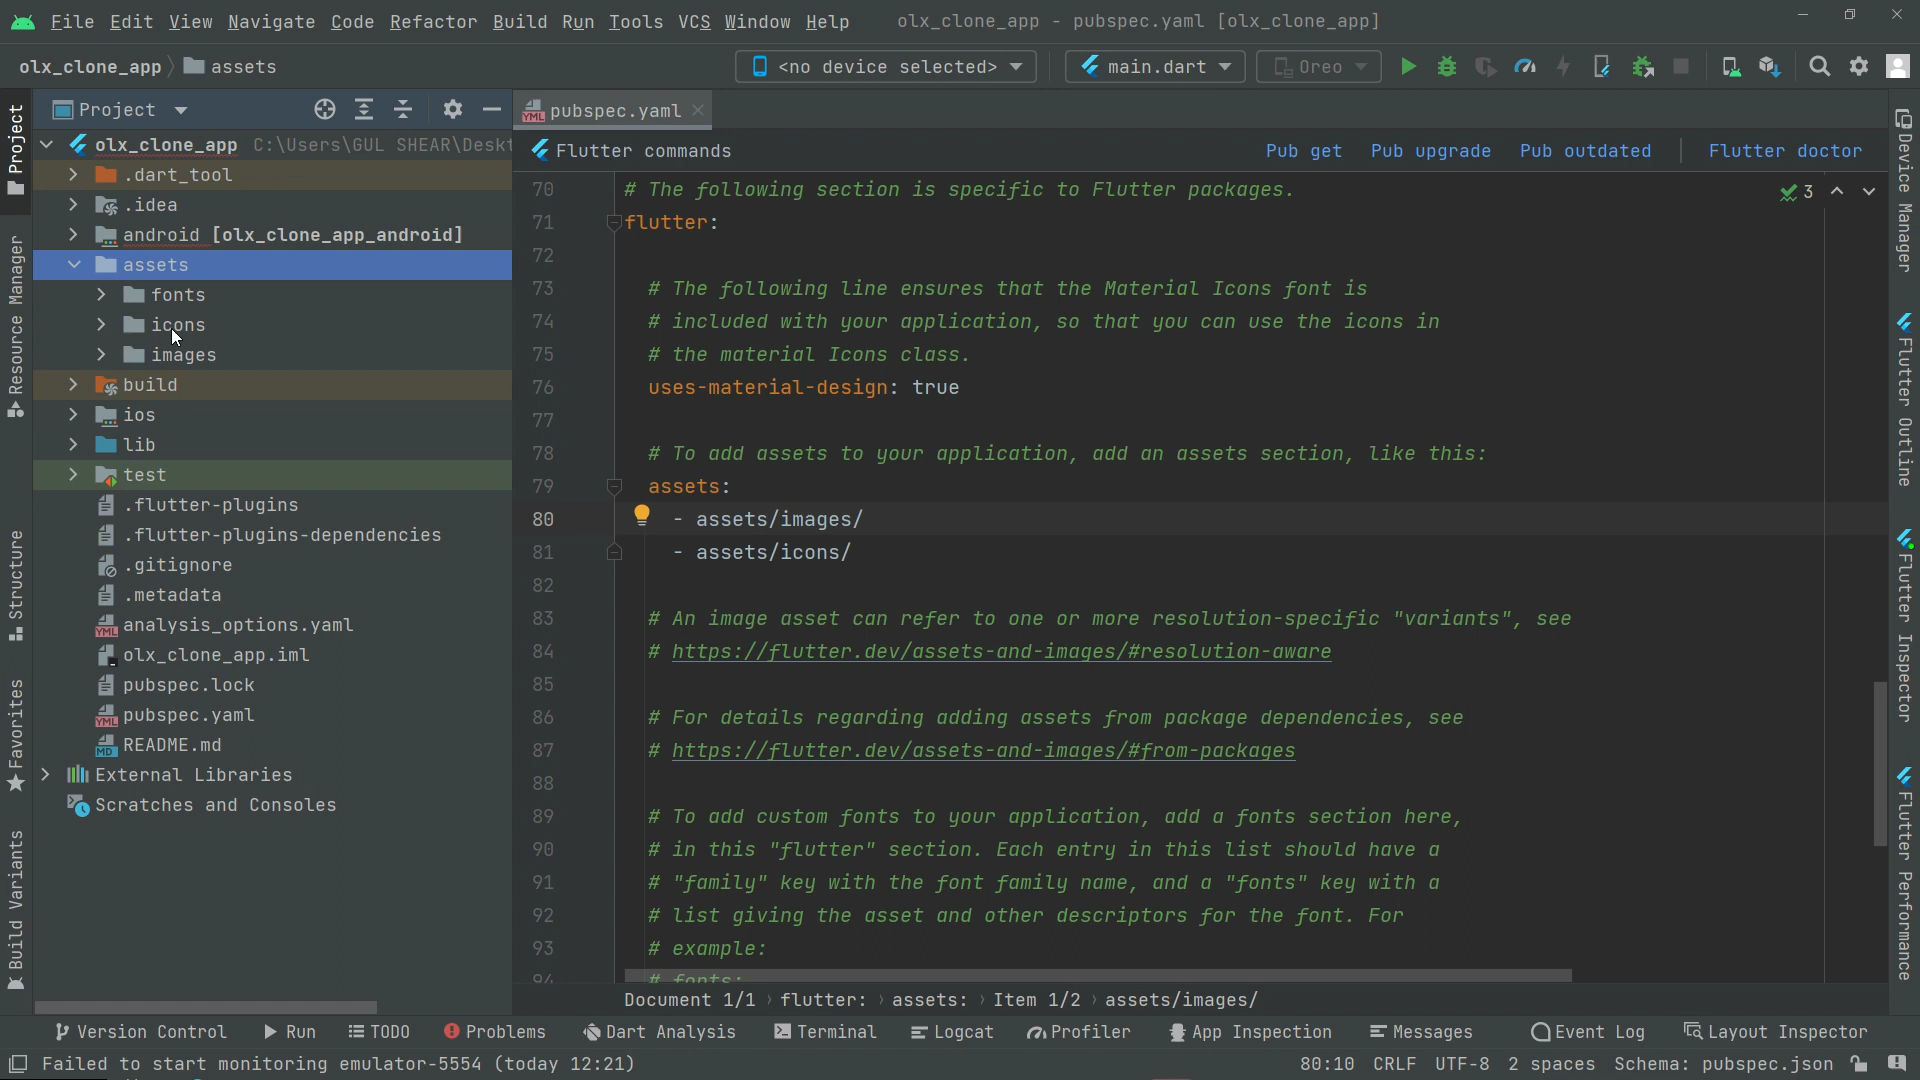 File Edit View Navigate Code Refactor Build Run Tools VCS Window Help olx_clone_app - pubspec.yaml [olx_clone_app]
olx_clone_app assets <no device selected> main.dart Oreo
Project
pubspec.yaml
olx_clone_app C:\Users\GUL SHEAR\Deskt
.dart_tool
.idea
android [olx_clone_app_android]
assets
fonts
icons
images
build
ios
lib
test
.flutter-plugins
.flutter-plugins-dependencies
.gitignore
.metadata
analysis_options.yaml
olx_clone_app.iml
pubspec.lock
pubspec.yaml
README.md
External Libraries
Scratches and Consoles
Project
Resource Manager
Structure
Favorites
Build Variants
Flutter commands Pub get Pub upgrade Pub outdated Flutter doctor
3
70 # The following section is specific to Flutter packages.
71 flutter:
72
73 # The following line ensures that the Material Icons font is
74 # included with your application, so that you can use the icons in
75 # the material Icons class.
76 uses-material-design: true
77
78 # To add assets to your application, add an assets section, like this:
79 assets:
80 - assets/images/
81 - assets/icons/
82
83 # An image asset can refer to one or more resolution-specific "variants", see
84 # https://flutter.dev/assets-and-images/#resolution-aware
85
86 # For details regarding adding assets from package dependencies, see
87 # https://flutter.dev/assets-and-images/#from-packages
88
89 # To add custom fonts to your application, add a fonts section here,
90 # in this "flutter" section. Each entry in this list should have a
91 # "family" key with the font family name, and a "fonts" key with a
92 # list giving the asset and other descriptors for the font. For
93 # example:
94 # fonts:
Document 1/1 › flutter: › assets: › Item 1/2 › assets/images/
Device Manager
Flutter Outline
Flutter Inspector
Flutter Performance
Version Control Run TODO Problems Dart Analysis Terminal Logcat Profiler App Inspection Messages Event Log Layout Inspector
Failed to start monitoring emulator-5554 (today 12:21) 80:10 CRLF UTF-8 2 spaces Schema: pubspec.json